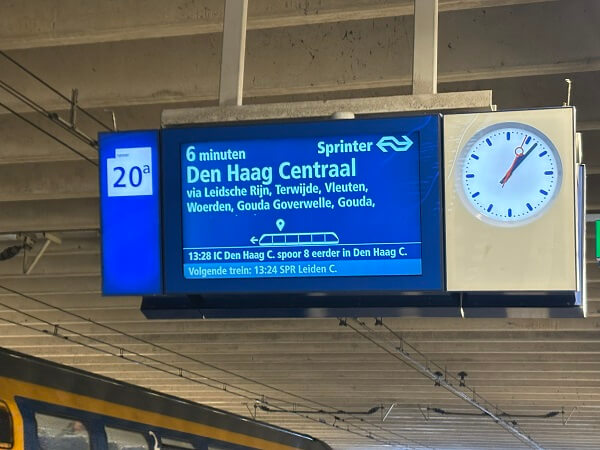 20a
6 minuten
Sprinter
Den Haag Centraal
via Leidsche Rijn, Terwijde, Vleuten,
Woerden, Gouda Goverwelle, Gouda,
13:28 IC Den Haag C. spoor 8 eerder in Den Haag C.
Volgende trein: 13:24 SPR Leiden C.